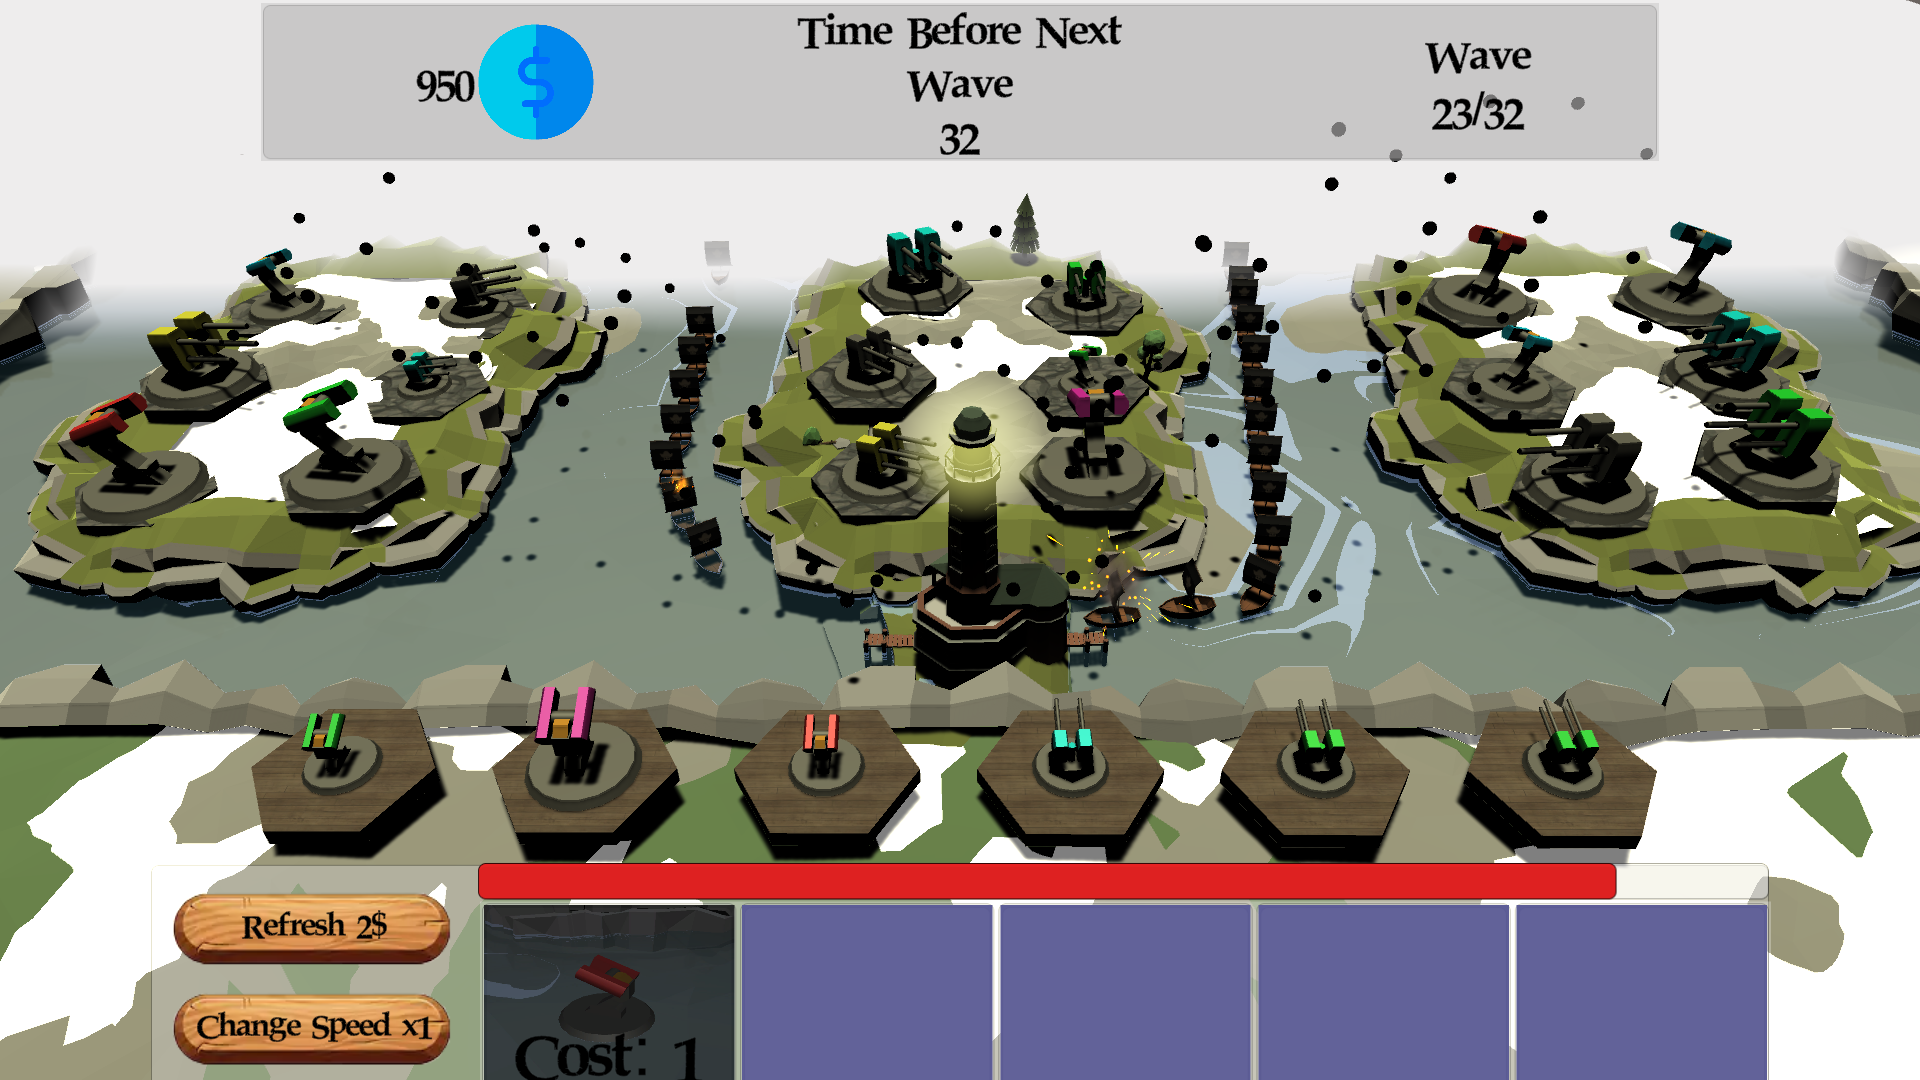 950
$
Time Before Next
Wave
32
Wave
23/32
Refresh 2$
Change Speed x1
Cost: 1